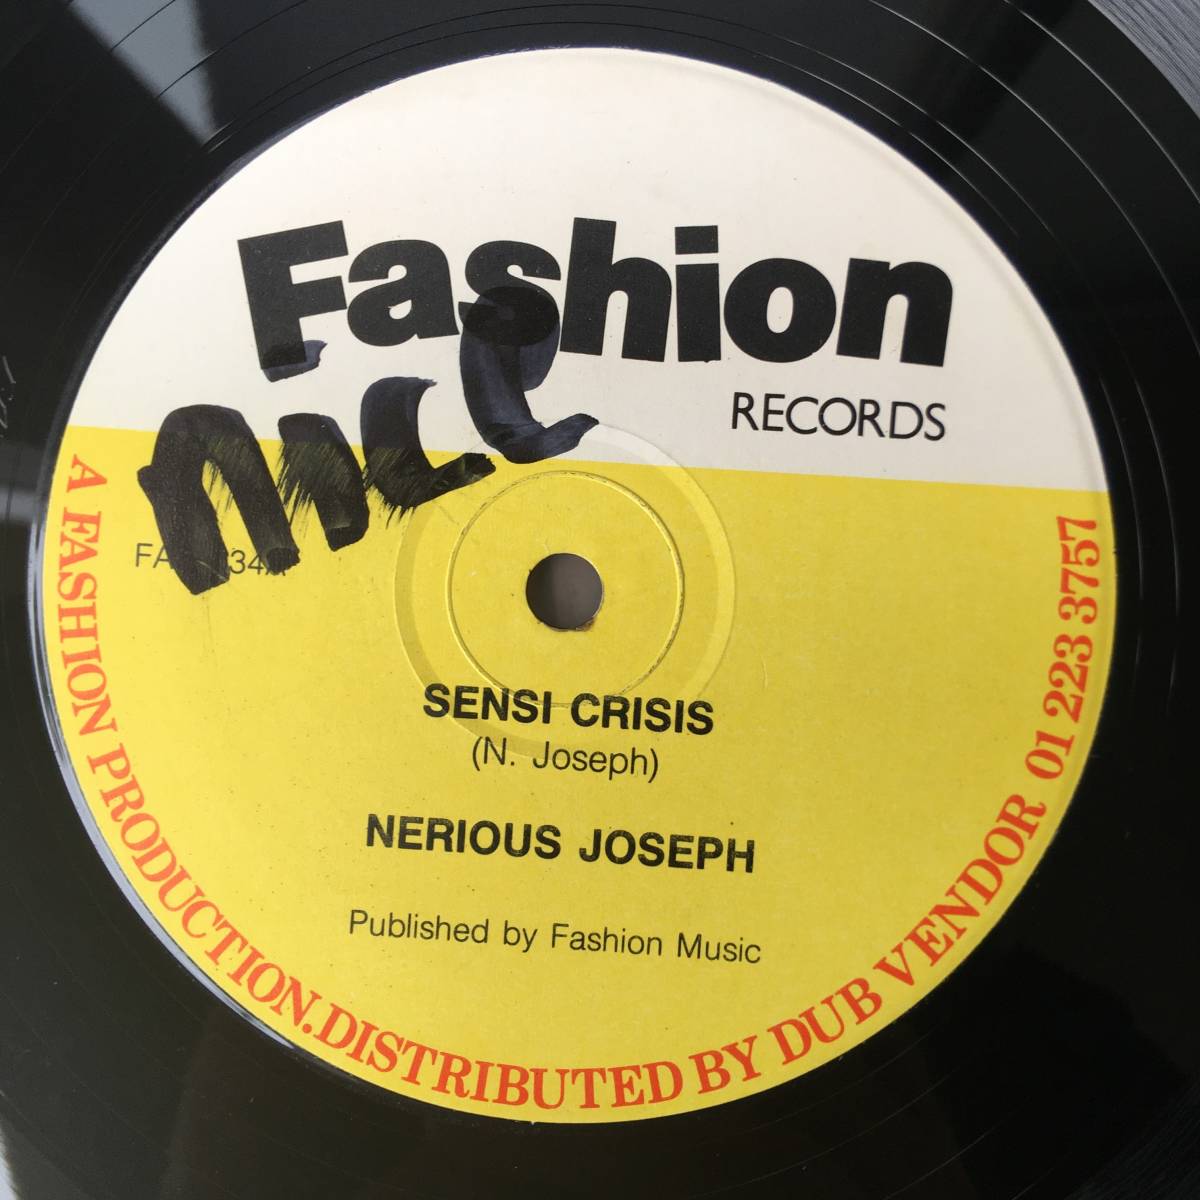 Fashion
RECORDS
nice
SENSI CRISIS
(N. Joseph)
NERIOUS JOSEPH
Published by Fashion Music
A FASHION PRODUCTION. DISTRIBUTED BY DUB VENDOR 01 223 3757